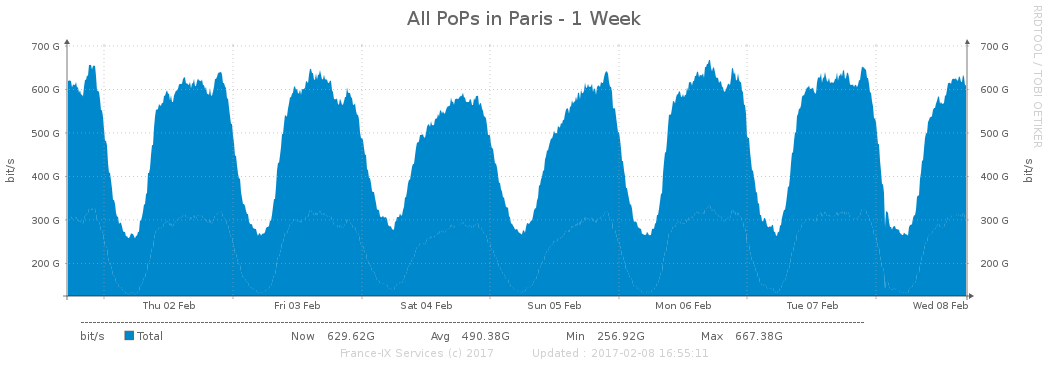 All PoPs in Paris - 1 Week
RRDTOOL / TOBI OETIKER
700 G 700 G
600 G 600 G
500 G 500 G
400 G 400 G
300 G 300 G
200 G 200 G
bit/s bit/s
Thu 02 Feb Fri 03 Feb Sat 04 Feb Sun 05 Feb Mon 06 Feb Tue 07 Feb Wed 08 Feb
bit/s Total Now 629.62G Avg 490.38G Min 256.92G Max 667.38G
France-IX Services (c) 2017 Updated : 2017-02-08 16:55:11